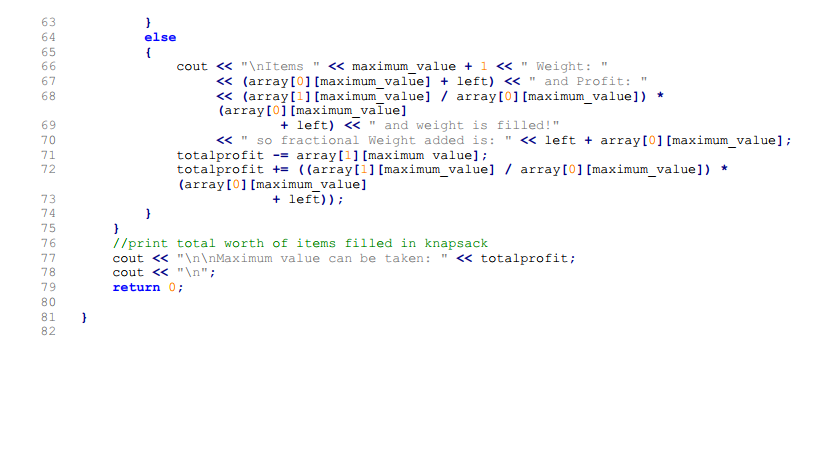 63 }
64 else
65 {
66 cout << "\nItems " << maximum_value + 1 << " Weight: "
67 << (array[0][maximum_value] + left) << " and Profit: "
68 << (array[1][maximum_value] / array[0][maximum_value]) *
(array[0][maximum_value]
69 + left) << " and weight is filled!"
70 << " so fractional Weight added is: " << left + array[0][maximum_value];
71 totalprofit -= array[1][maximum_value];
72 totalprofit += ((array[1][maximum_value] / array[0][maximum_value]) *
(array[0][maximum_value]
73 + left));
74 }
75 }
76 //print total worth of items filled in knapsack
77 cout << "\n\nMaximum value can be taken: " << totalprofit;
78 cout << "\n";
79 return 0;
80
81 }
82